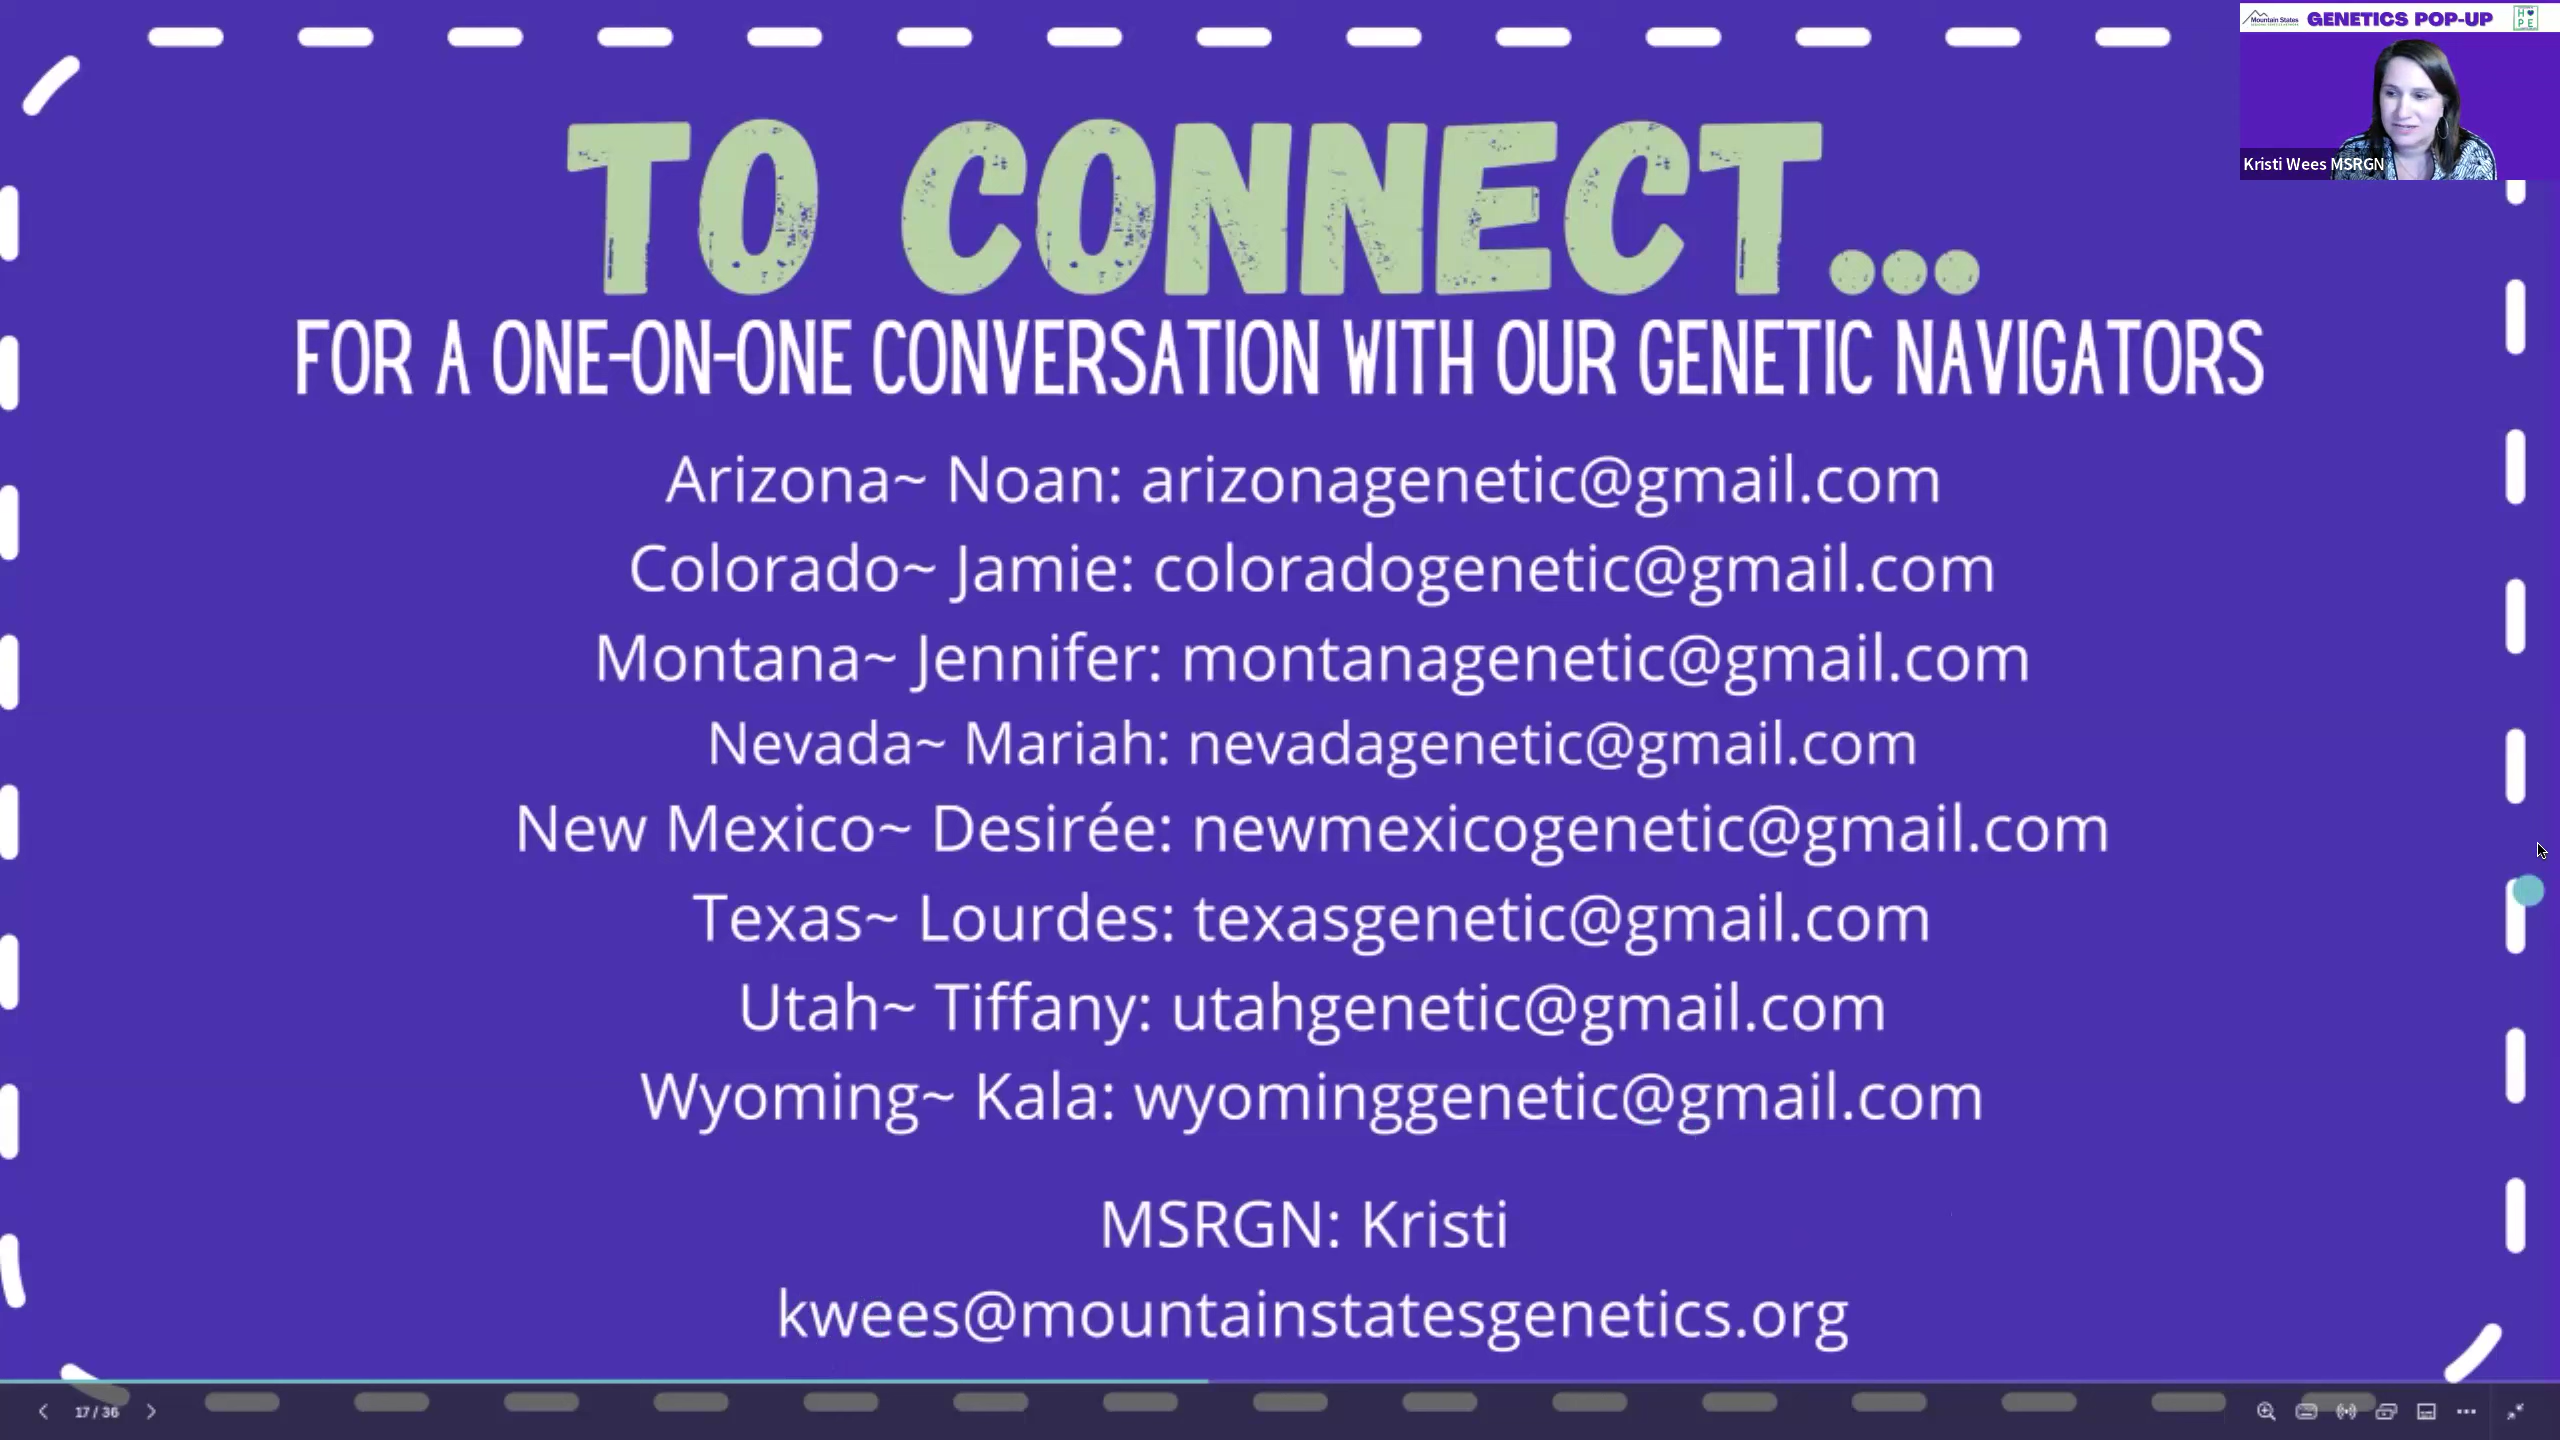 Mountain States
GENETICS POP-UP
HOPE
Kristi Wees MSRGN
TO CONNECT...
FOR A ONE-ON-ONE CONVERSATION WITH OUR GENETIC NAVIGATORS
Arizona~ Noan: arizonagenetic@gmail.com
Colorado~ Jamie: coloradogenetic@gmail.com
Montana~ Jennifer: montanagenetic@gmail.com
Nevada~ Mariah: nevadagenetic@gmail.com
New Mexico~ Desirée: newmexicogenetic@gmail.com
Texas~ Lourdes: texasgenetic@gmail.com
Utah~ Tiffany: utahgenetic@gmail.com
Wyoming~ Kala: wyominggenetic@gmail.com
MSRGN: Kristi
kwees@mountainstatesgenetics.org
17 / 36